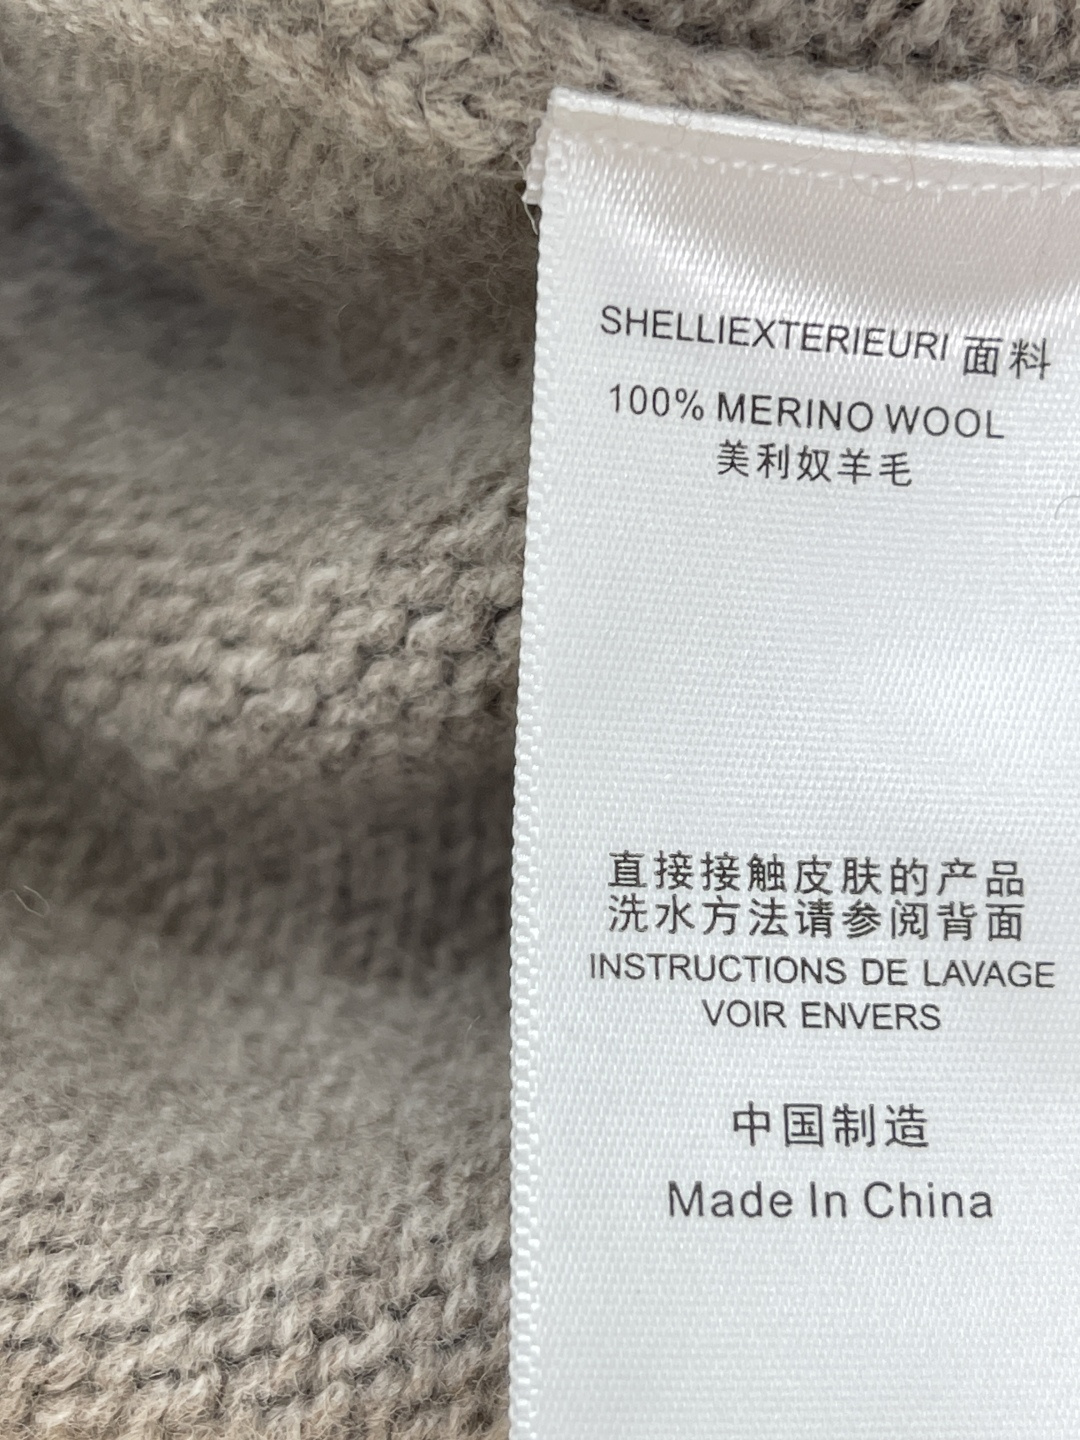 SHELLIEXTERIEURI 面料
100% MERINO WOOL
美利奴羊毛
直接接触皮肤的产品
洗水方法请参阅背面
INSTRUCTIONS DE LAVAGE
VOIR ENVERS
中国制造
Made In China